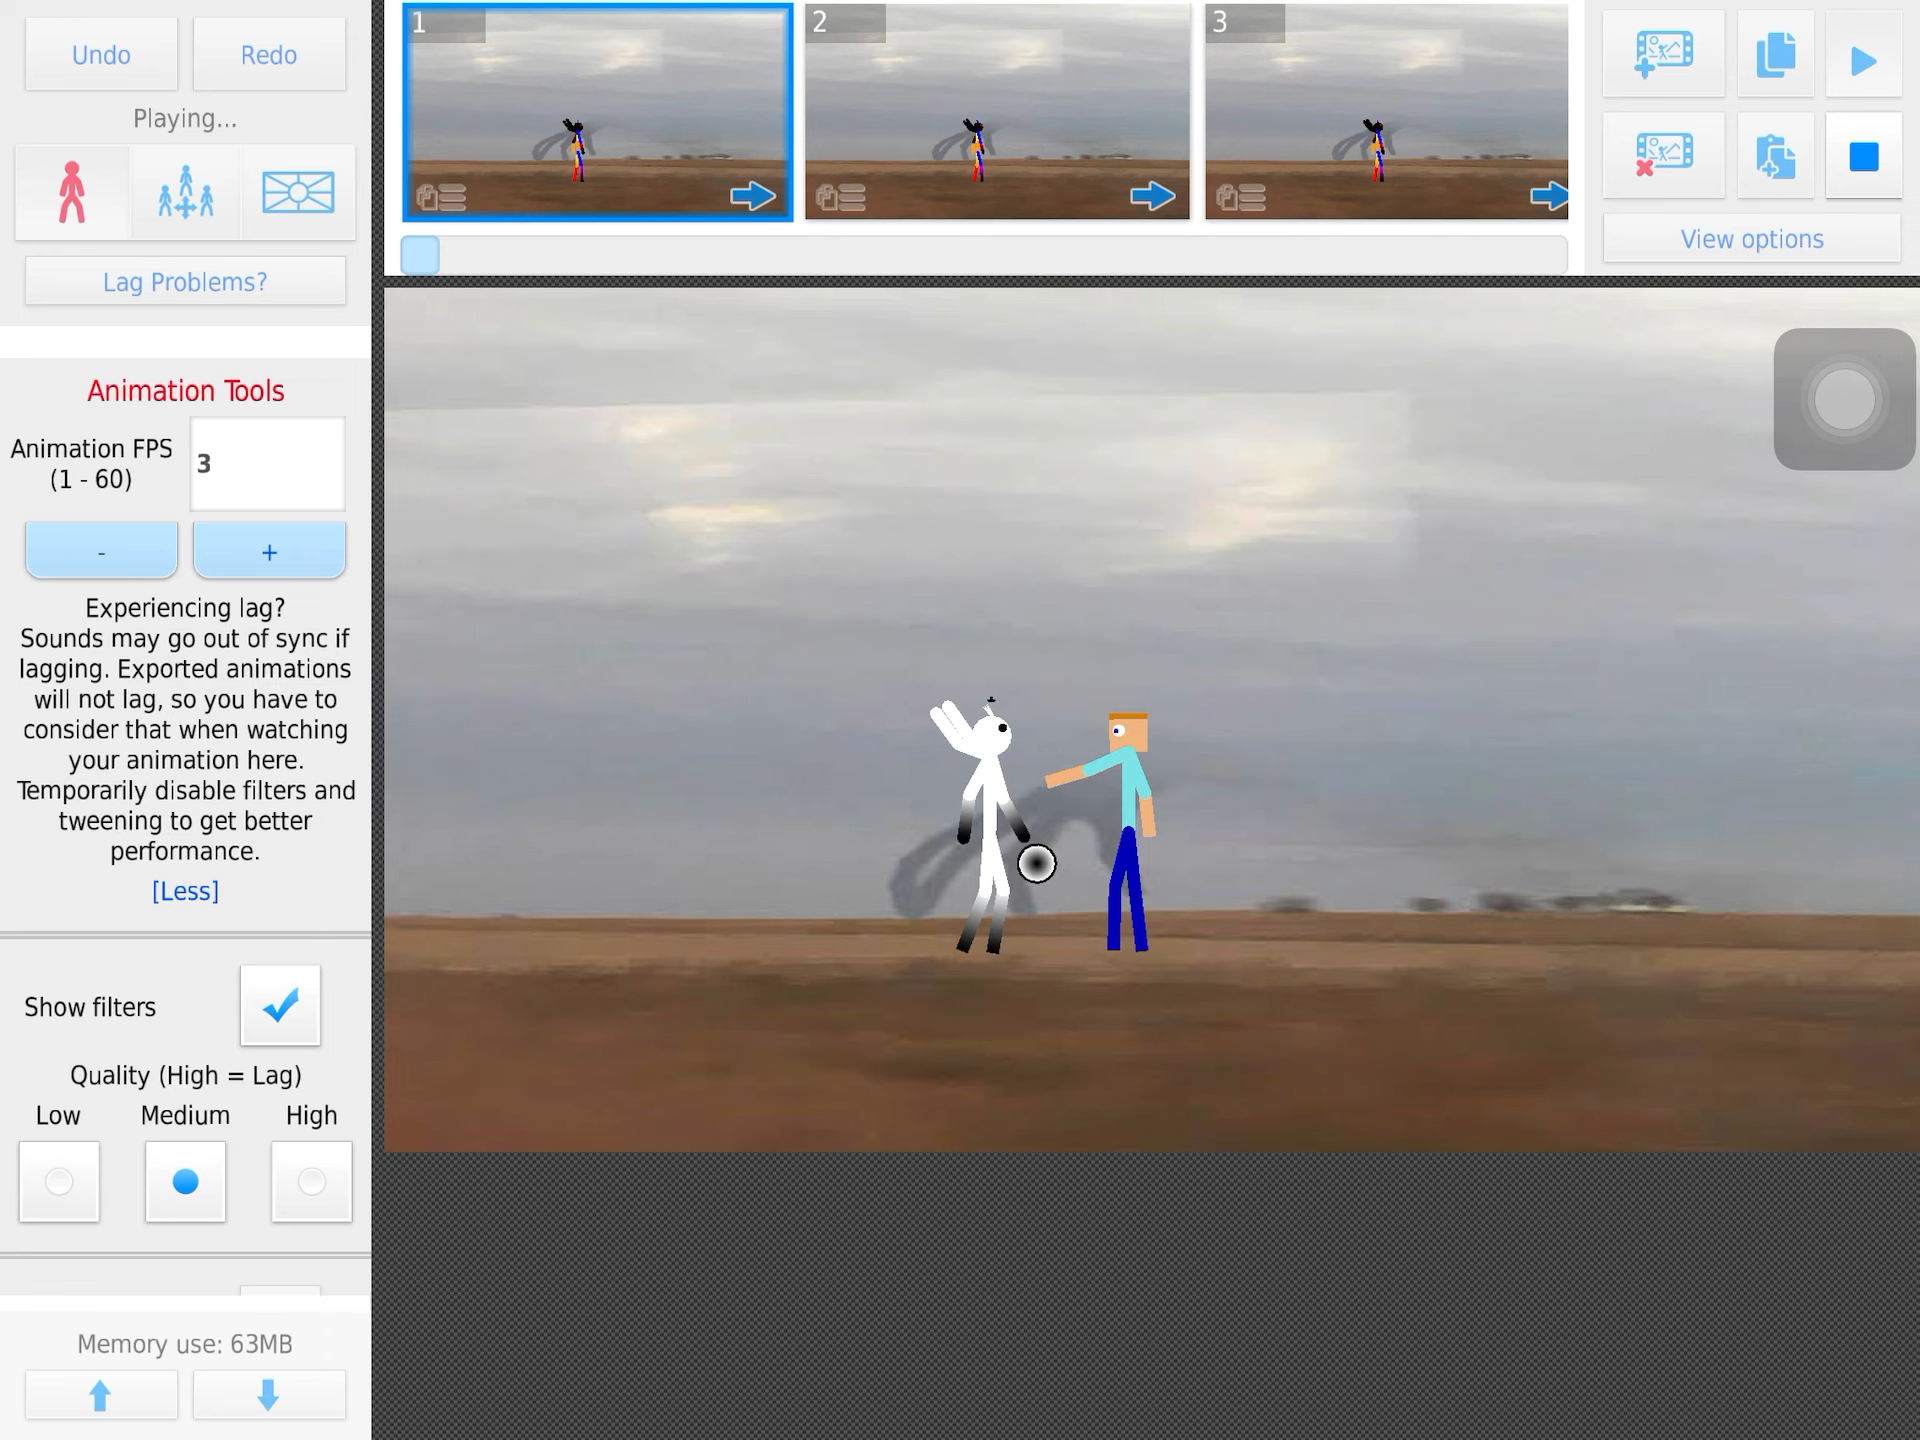 Undo
Redo
Playing...
Lag Problems?
1
2
3
View options
Animation Tools
Animation FPS
(1 - 60)
3
-
+
Experiencing lag?
Sounds may go out of sync if
lagging. Exported animations
will not lag, so you have to
consider that when watching
your animation here.
Temporarily disable filters and
tweening to get better
performance.
[Less]
Show filters
Quality (High = Lag)
Low
Medium
High
Memory use: 63MB